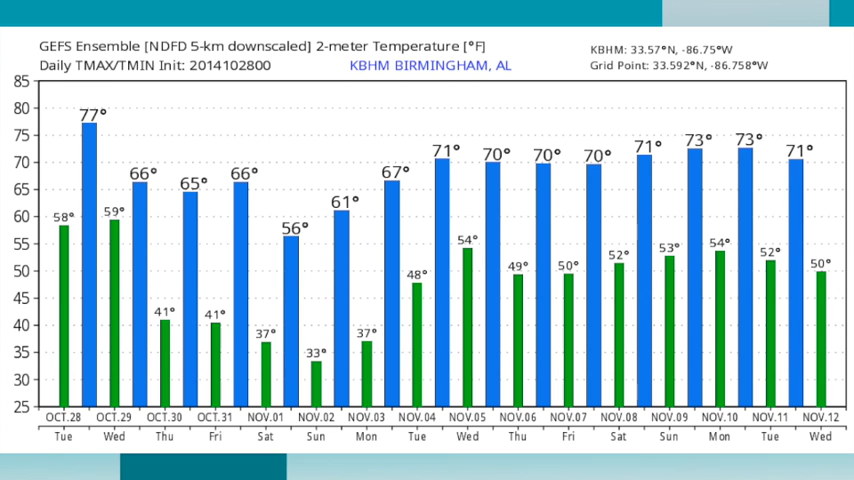 GEFS Ensemble [NDFD 5-km downscaled] 2-meter Temperature [°F]
Daily TMAX/TMIN Init: 2014102800 KBHM BIRMINGHAM, AL
KBHM: 33.57°N, -86.75°W
Grid Point: 33.592°N, -86.758°W
85
80
75
70
65
60
55
50
45
40
35
30
25
58° 77° 59° 66° 41° 65° 41° 66° 37° 56° 33° 61° 37° 67° 48° 71° 54° 70° 49° 70° 50° 70° 52° 71° 53° 73° 54° 73° 52° 71° 50°
OCT.28 OCT.29 OCT.30 OCT.31 NOV.01 NOV.02 NOV.03 NOV.04 NOV.05 NOV.06 NOV.07 NOV.08 NOV.09 NOV.10 NOV.11 NOV.12
Tue Wed Thu Fri Sat Sun Mon Tue Wed Thu Fri Sat Sun Mon Tue Wed